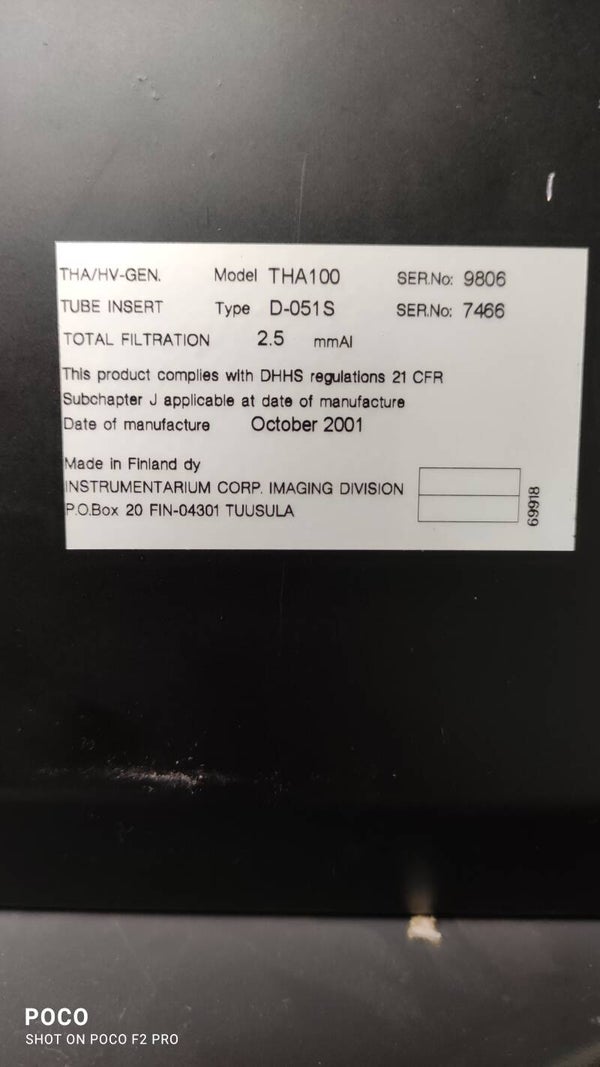 THA/HV-GEN. Model THA100 SER.No: 9806
TUBE INSERT Type D-051S SER.No: 7466
TOTAL FILTRATION 2.5 mmAl
This product complies with DHHS regulations 21 CFR
Subchapter J applicable at date of manufacture
Date of manufacture October 2001
Made in Finland dy
INSTRUMENTARIUM CORP. IMAGING DIVISION
P.O.Box 20 FIN-04301 TUUSULA
69918
POCO
SHOT ON POCO F2 PRO